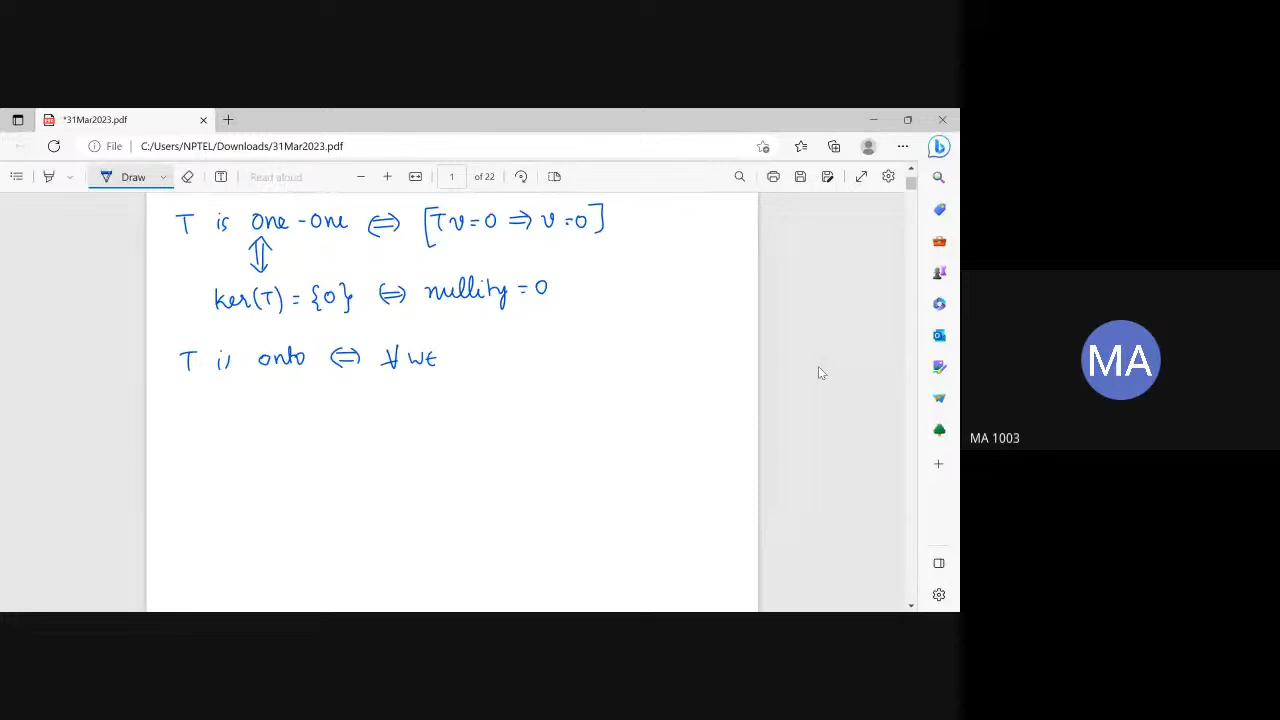 *31Mar2023.pdf
File C:/Users/NPTEL/Downloads/31Mar2023.pdf
Draw Read aloud 1 of 22
T is one-one ⇔ [Tv=0 ⇒ v=0]
⇕
ker(T) = {0} ⇔ nullity = 0
T is onto ⇔ ∀ w ε
MA
MA 1003